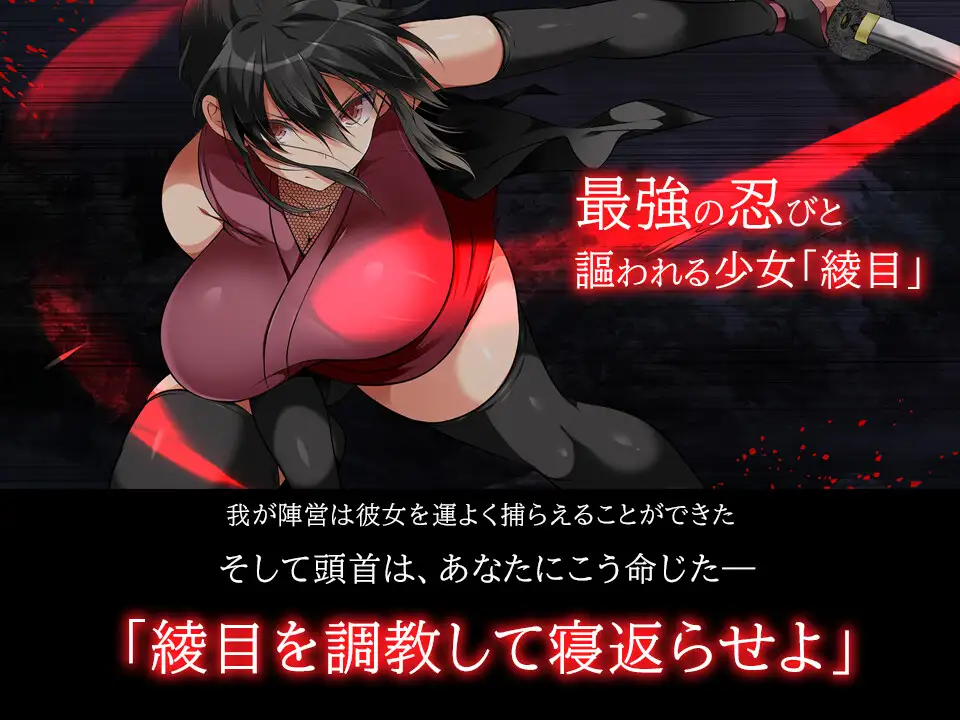 最強の忍びと
謳われる少女「綾目」
我が陣営は彼女を運よく捕らえることができた
そして頭首は、あなたにこう命じた―
「綾目を調教して寝返らせよ」